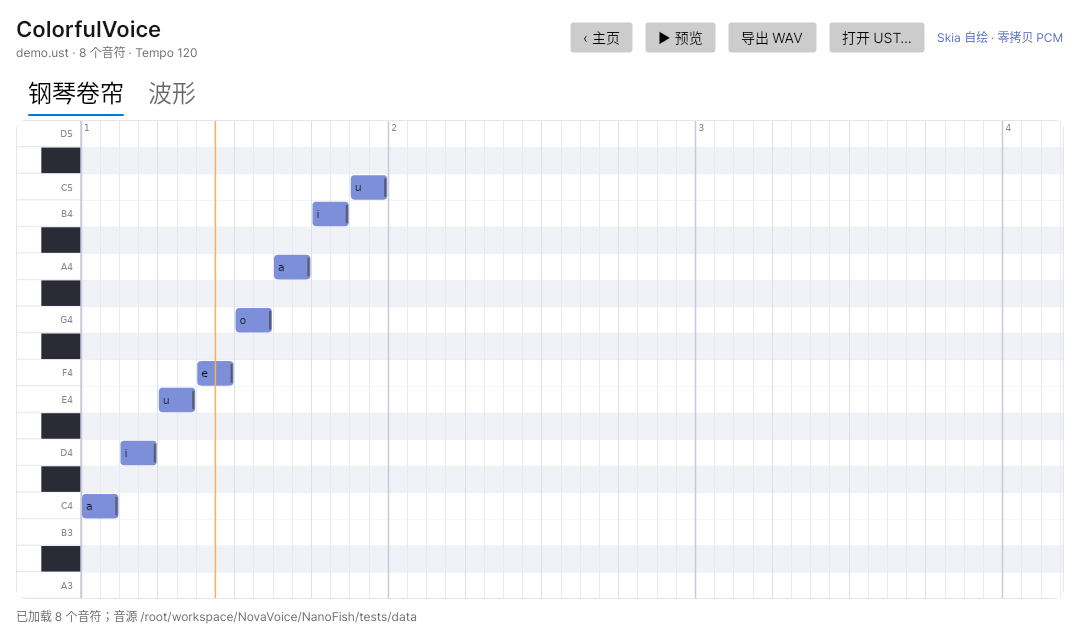 ColorfulVoice
demo.ust · 8 个音符 · Tempo 120
‹ 主页
▶ 预览
导出 WAV
打开 UST...
Skia 自绘 · 零拷贝 PCM
钢琴卷帘
波形
1
2
3
4
D5
C5
u
B4
i
A4
a
G4
o
F4
e
E4
u
D4
i
C4
a
B3
A3
已加载 8 个音符；音源 /root/workspace/NovaVoice/NanoFish/tests/data